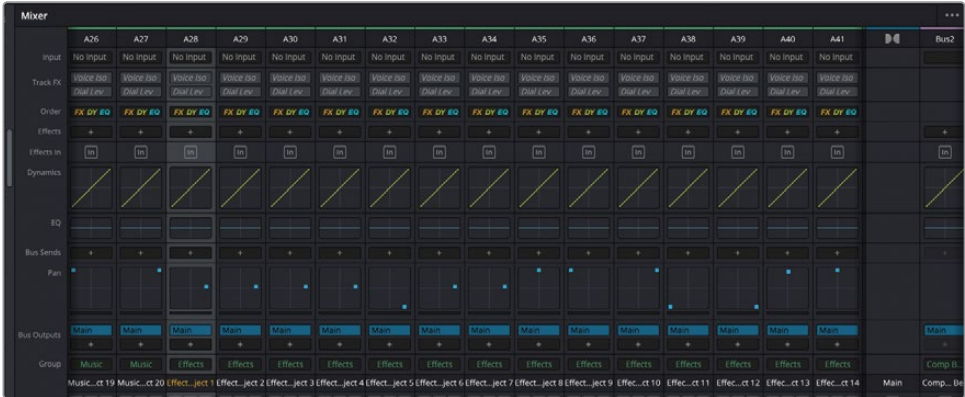 Mixer
A26 A27 A28 A29 A30 A31 A32 A33 A34 A35 A36 A37 A38 A39 A40 A41 Bus2
Input No Input No Input No Input No Input No Input No Input No Input No Input No Input No Input No Input No Input No Input No Input No Input No Input
Track FX Voice Iso Voice Iso Voice Iso Voice Iso Voice Iso Voice Iso Voice Iso Voice Iso Voice Iso Voice Iso Voice Iso Voice Iso Voice Iso Voice Iso Voice Iso Voice Iso
Dial Lev Dial Lev Dial Lev Dial Lev Dial Lev Dial Lev Dial Lev Dial Lev Dial Lev Dial Lev Dial Lev Dial Lev Dial Lev Dial Lev Dial Lev Dial Lev
Order FX DY EQ FX DY EQ FX DY EQ FX DY EQ FX DY EQ FX DY EQ FX DY EQ FX DY EQ FX DY EQ FX DY EQ FX DY EQ FX DY EQ FX DY EQ FX DY EQ FX DY EQ FX DY EQ
Effects + + + + + + + + + + + + + + + + +
Effects In In In In In In In In In In In In In In In In In In
Dynamics
EQ
Bus Sends + + + + + + + + + + + + + + + + +
Pan
Bus Outputs Main Main Main Main Main Main Main Main Main Main Main Main Main Main Main Main Main
+ + + + + + + + + + + + + + + + +
Group Music Music Effects Effects Effects Effects Effects Effects Effects Effects Effects Effects Effects Effects Effects Effects Comp B...
Music...ct 19 Music...ct 20 Effect...ject 1 Effect...ject 2 Effect...ject 3 Effect...ject 4 Effect...ject 5 Effect...ject 6 Effect...ject 7 Effect...ject 8 Effect...ject 9 Effec...ct 10 Effec...ct 11 Effec...ct 12 Effec...ct 13 Effec...ct 14 Main Comp... Be